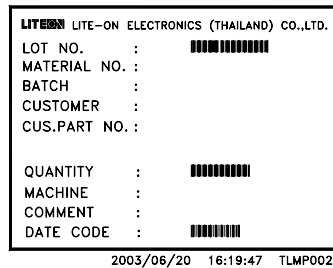 LITEON LITE-ON ELECTRONICS (THAILAND) CO.,LTD.
LOT NO. :
MATERIAL NO. :
BATCH :
CUSTOMER :
CUS.PART NO. :
QUANTITY :
MACHINE :
COMMENT :
DATE CODE :
2003/06/20 16:19:47 TLMP002